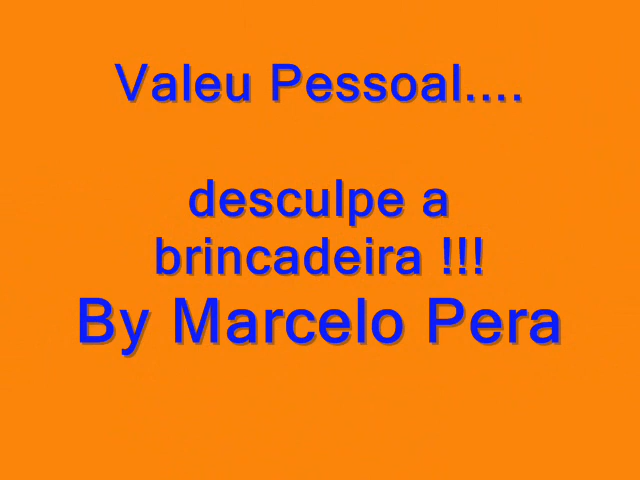 Valeu Pessoal....
desculpe a
brincadeira !!!
By Marcelo Pera